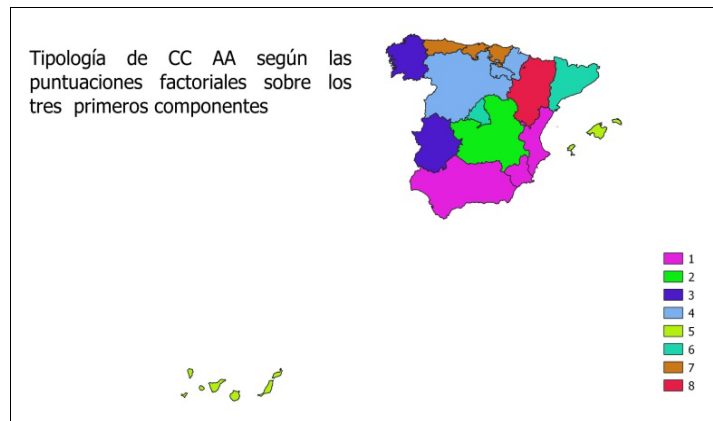 Tipología de CC AA según las
puntuaciones factoriales sobre los
tres primeros componentes
1
2
3
4
5
6
7
8